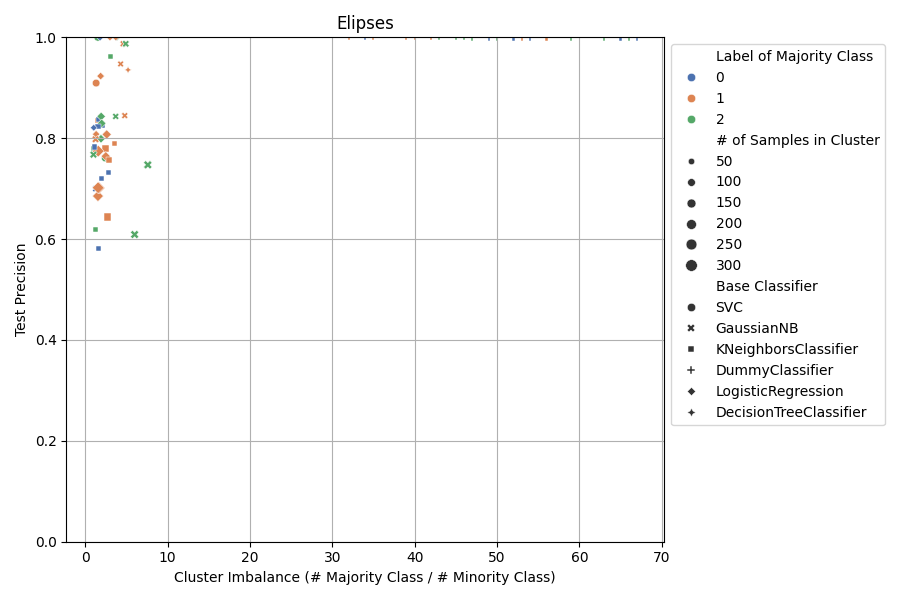 Elipses
1.0
0.8
0.6
0.4
0.2
0.0
Test Precision
0 10 20 30 40 50 60 70
Cluster Imbalance (# Majority Class / # Minority Class)
Label of Majority Class
0
1
2
# of Samples in Cluster
50
100
150
200
250
300
Base Classifier
SVC
GaussianNB
KNeighborsClassifier
DummyClassifier
LogisticRegression
DecisionTreeClassifier